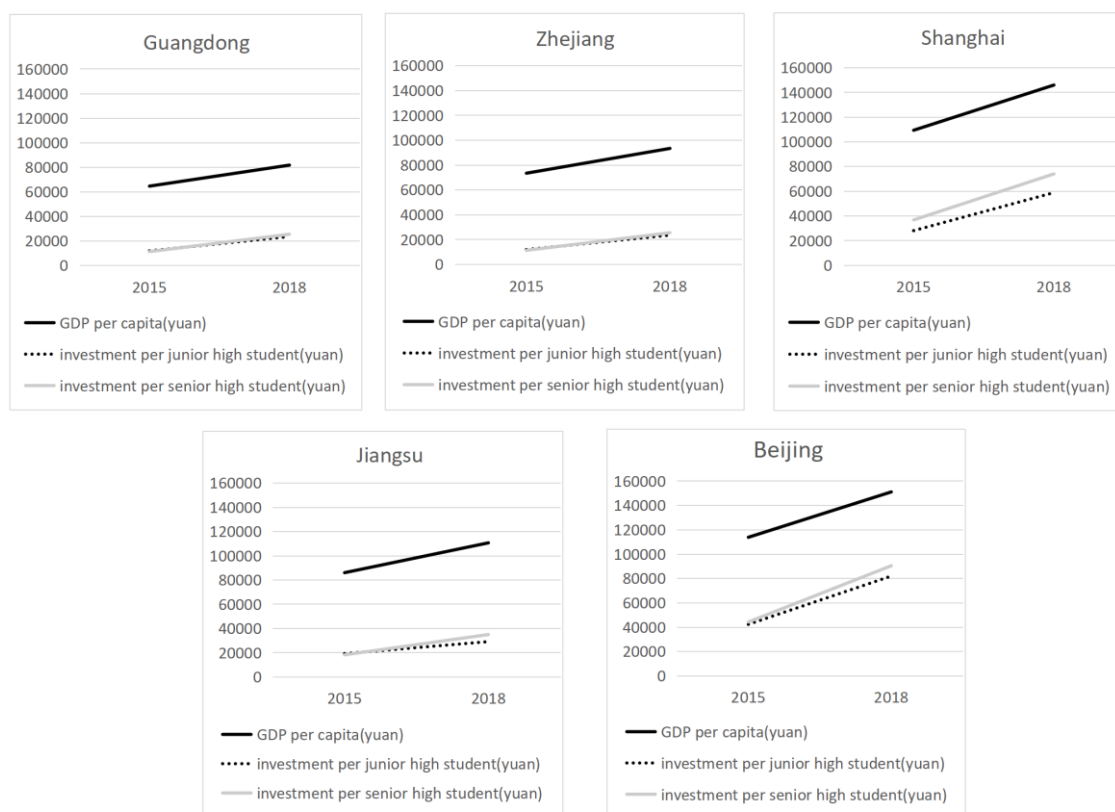 Guangdong
160000
140000
120000
100000
80000
60000
40000
20000
0
2015 2018
GDP per capita(yuan)
investment per junior high student(yuan)
investment per senior high student(yuan)
Zhejiang
160000
140000
120000
100000
80000
60000
40000
20000
0
2015 2018
GDP per capita(yuan)
investment per junior high student(yuan)
investment per senior high student(yuan)
Shanghai
160000
140000
120000
100000
80000
60000
40000
20000
0
2015 2018
GDP per capita(yuan)
investment per junior high student(yuan)
investment per senior high student(yuan)
Jiangsu
160000
140000
120000
100000
80000
60000
40000
20000
0
2015 2018
GDP per capita(yuan)
investment per junior high student(yuan)
investment per senior high student(yuan)
Beijing
160000
140000
120000
100000
80000
60000
40000
20000
0
2015 2018
GDP per capita(yuan)
investment per junior high student(yuan)
investment per senior high student(yuan)